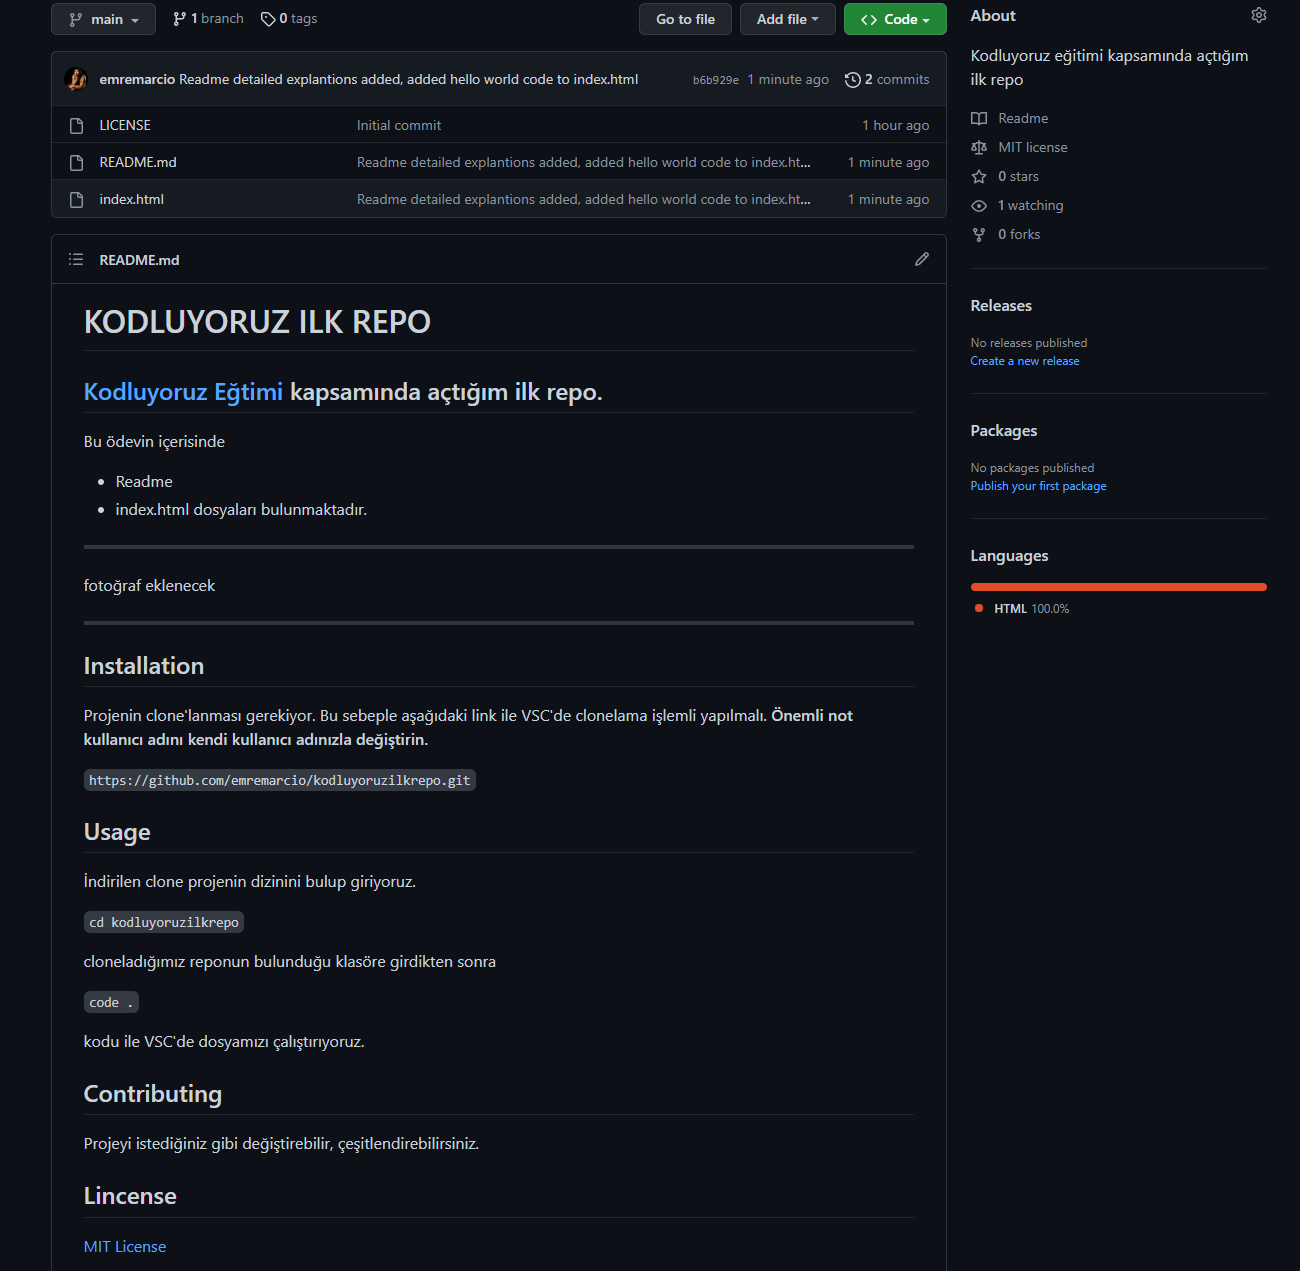 main
1 branch
0 tags
Go to file
Add file
Code
emremarcio Readme detailed explantions added, added hello world code to index.html
b6b929e 1 minute ago
2 commits
LICENSE Initial commit 1 hour ago
README.md Readme detailed explantions added, added hello world code to index.ht... 1 minute ago
index.html Readme detailed explantions added, added hello world code to index.ht... 1 minute ago
README.md
KODLUYORUZ ILK REPO
Kodluyoruz Eğtimi kapsamında açtığım ilk repo.
Bu ödevin içerisinde
Readme
index.html dosyaları bulunmaktadır.
fotoğraf eklenecek
Installation
Projenin clone'lanması gerekiyor. Bu sebeple aşağıdaki link ile VSC'de clonelama işlemli yapılmalı. Önemli not
kullanıcı adını kendi kullanıcı adınızla değiştirin.
https://github.com/emremarcio/kodluyoruzilkrepo.git
Usage
İndirilen clone projenin dizinini bulup giriyoruz.
cd kodluyoruzilkrepo
cloneladığımız reponun bulunduğu klasöre girdikten sonra
code .
kodu ile VSC'de dosyamızı çalıştırıyoruz.
Contributing
Projeyi istediğiniz gibi değiştirebilir, çeşitlendirebilirsiniz.
Lincense
MIT License
About
Kodluyoruz eğitimi kapsamında açtığım
ilk repo
Readme
MIT license
0 stars
1 watching
0 forks
Releases
No releases published
Create a new release
Packages
No packages published
Publish your first package
Languages
HTML 100.0%